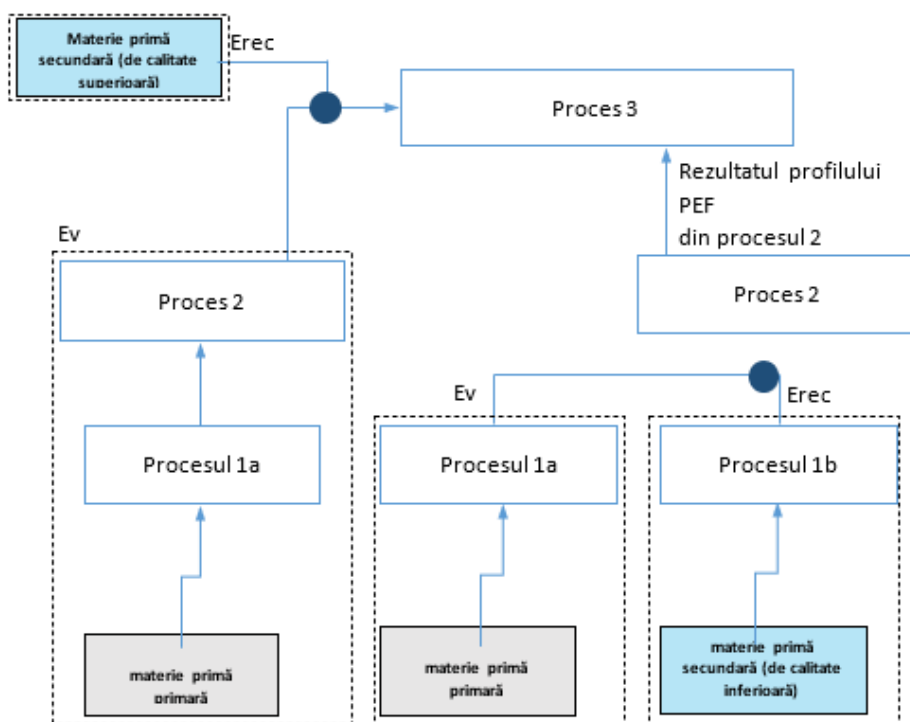 Materie primă
secundară (de calitate
superioară)
Erec
Proces 3
Rezultatul profilului
PEF
din procesul 2
Ev
Proces 2
Proces 2
Ev
Erec
Procesul 1a
Procesul 1a
Procesul 1b
materie primă
primară
materie primă
primară
materie primă
secundară (de calitate
inferioară)